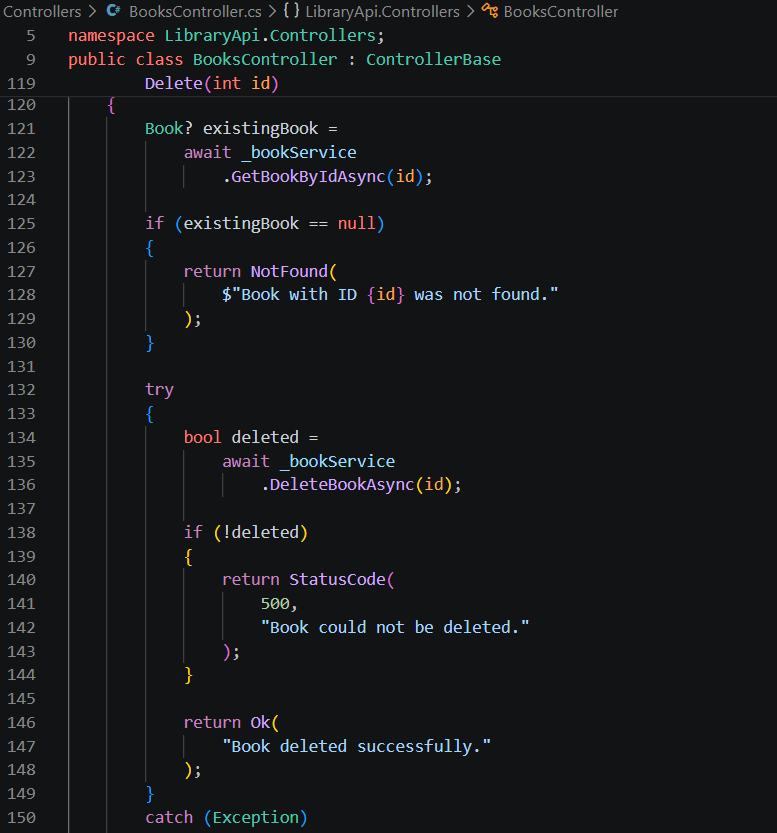 Controllers > BooksController.cs > {} LibraryApi.Controllers > BooksController
5 namespace LibraryApi.Controllers;
9 public class BooksController : ControllerBase
119 Delete(int id)
120 {
121 Book? existingBook =
122 await _bookService
123 .GetBookByIdAsync(id);
124
125 if (existingBook == null)
126 {
127 return NotFound(
128 $"Book with ID {id} was not found."
129 );
130 }
131
132 try
133 {
134 bool deleted =
135 await _bookService
136 .DeleteBookAsync(id);
137
138 if (!deleted)
139 {
140 return StatusCode(
141 500,
142 "Book could not be deleted."
143 );
144 }
145
146 return Ok(
147 "Book deleted successfully."
148 );
149 }
150 catch (Exception)